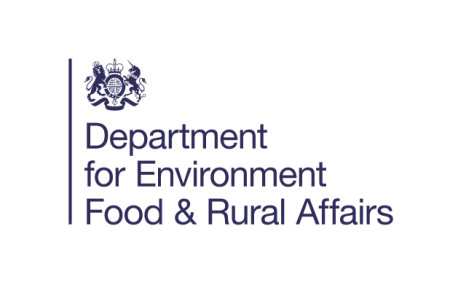 Department
for Environment
Food & Rural Affairs